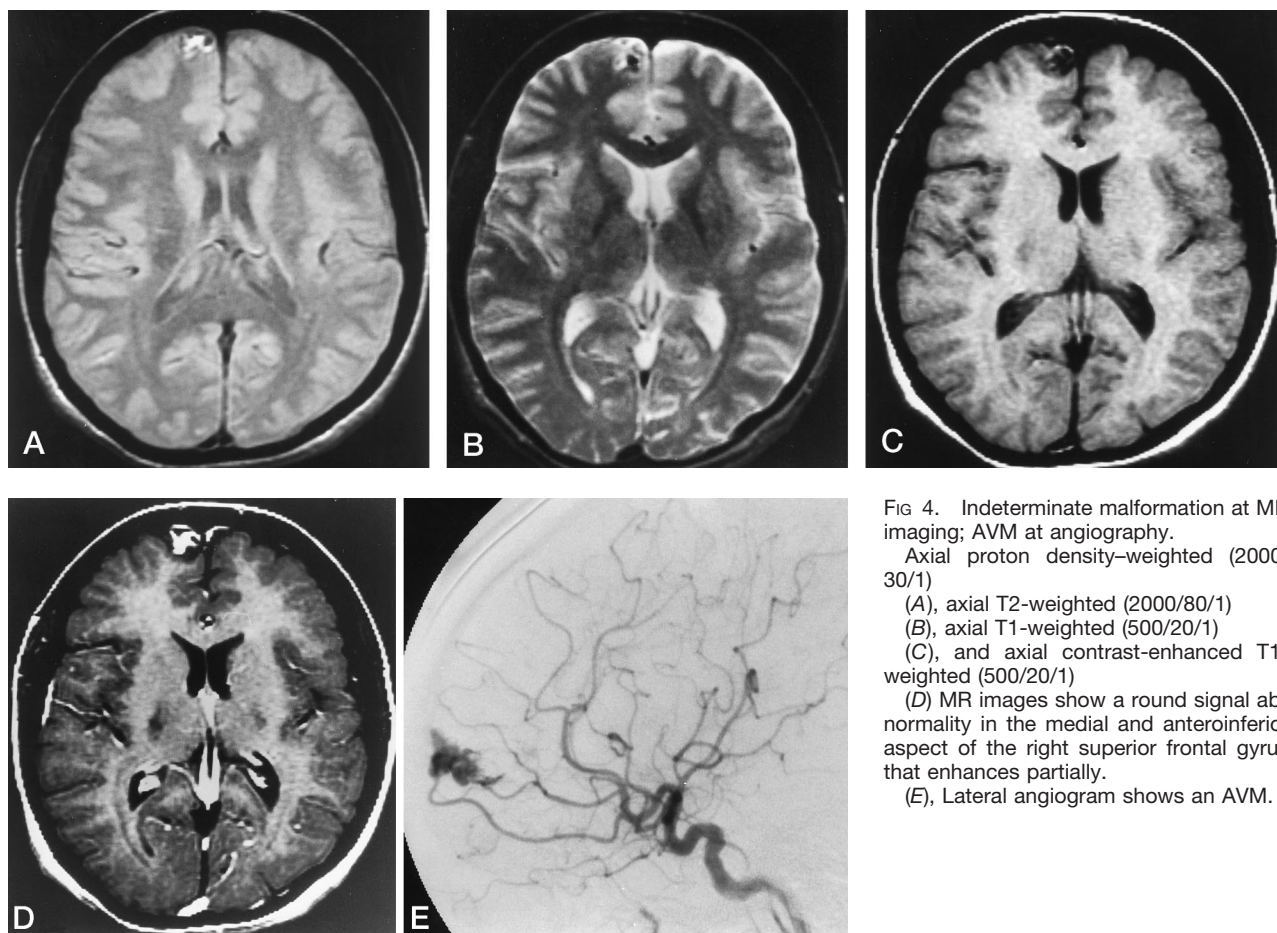 A
B
C
D
E
FIG 4. Indeterminate malformation at
imaging; AVM at angiography.
Axial proton density–weighted (2000
30/1)
(A), axial T2-weighted (2000/80/1)
(B), axial T1-weighted (500/20/1)
(C), and axial contrast-enhanced T1
weighted (500/20/1)
(D) MR images show a round signal ab
normality in the medial and anteroinferio
aspect of the right superior frontal gyru
that enhances partially.
(E), Lateral angiogram shows an AVM.